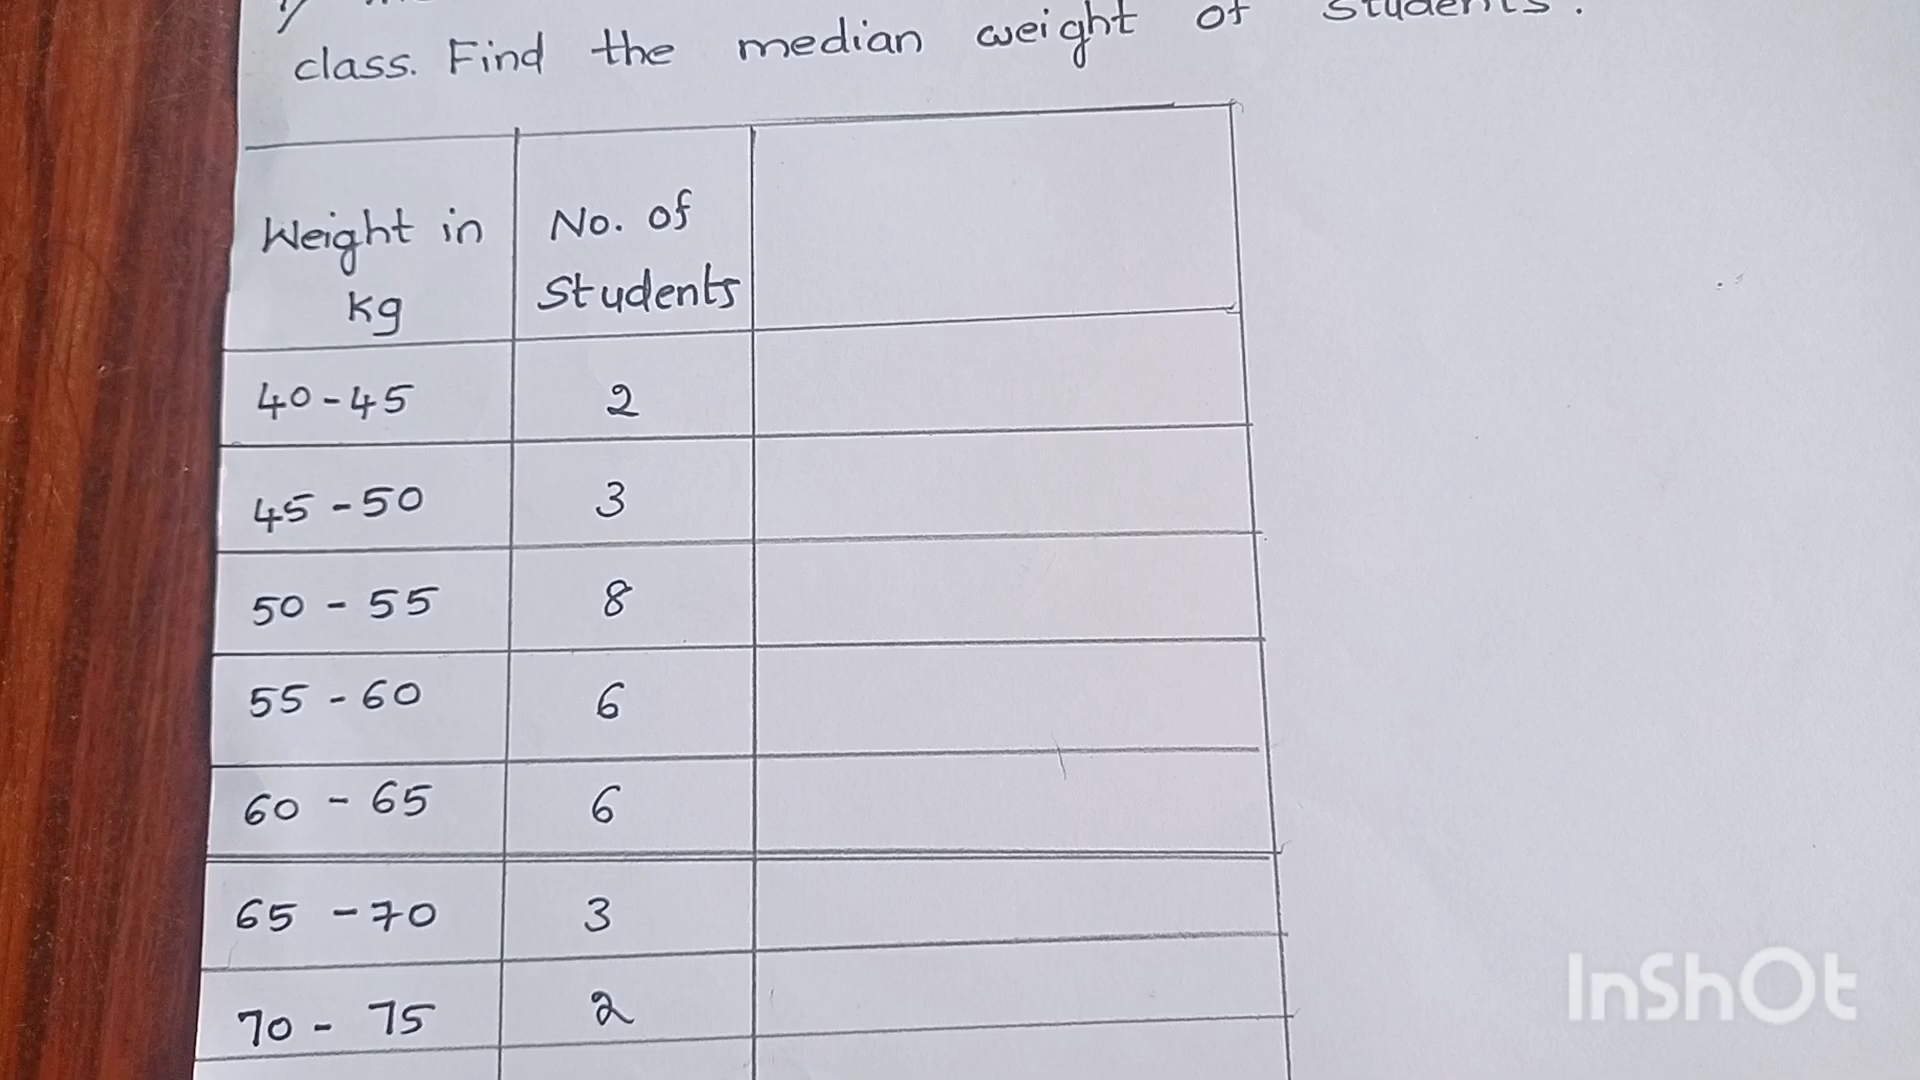 class. Find the median weight of students.
Weight in kg No. of Students
40-45 2
45-50 3
50-55 8
55-60 6
60-65 6
65-70 3
70-75 2
InShOt